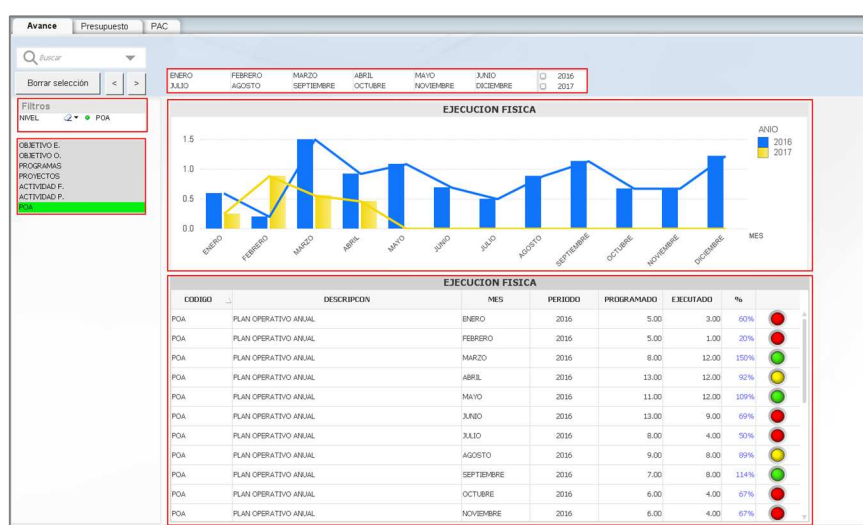 Avance Presupuesto PAC
Buscar
Borrar selección < >
ENERO FEBRERO MARZO ABRIL MAYO JUNIO 2016
JULIO AGOSTO SEPTIEMBRE OCTUBRE NOVIEMBRE DICIEMBRE 2017
Filtros
NIVEL POA
OBJETIVO E.
OBJETIVO O.
PROGRAMAS
PROYECTOS
ACTIVIDAD F.
ACTIVIDAD P.
POA
EJECUCION FISICA
ANIO
2016
2017
1.5
1.0
0.5
0.0
ENERO FEBRERO MARZO ABRIL MAYO JUNIO JULIO AGOSTO SEPTIEMBRE OCTUBRE NOVIEMBRE DICIEMBRE MES
EJECUCION FISICA
CODIGO DESCRIPCON MES PERIODO PROGRAMADO EJECUTADO %
POA PLAN OPERATIVO ANUAL ENERO 2016 5.00 3.00 60%
POA PLAN OPERATIVO ANUAL FEBRERO 2016 5.00 1.00 20%
POA PLAN OPERATIVO ANUAL MARZO 2016 8.00 12.00 150%
POA PLAN OPERATIVO ANUAL ABRIL 2016 13.00 12.00 92%
POA PLAN OPERATIVO ANUAL MAYO 2016 11.00 12.00 109%
POA PLAN OPERATIVO ANUAL JUNIO 2016 13.00 9.00 69%
POA PLAN OPERATIVO ANUAL JULIO 2016 8.00 4.00 50%
POA PLAN OPERATIVO ANUAL AGOSTO 2016 9.00 8.00 89%
POA PLAN OPERATIVO ANUAL SEPTIEMBRE 2016 7.00 8.00 114%
POA PLAN OPERATIVO ANUAL OCTUBRE 2016 6.00 4.00 67%
POA PLAN OPERATIVO ANUAL NOVIEMBRE 2016 6.00 4.00 67%